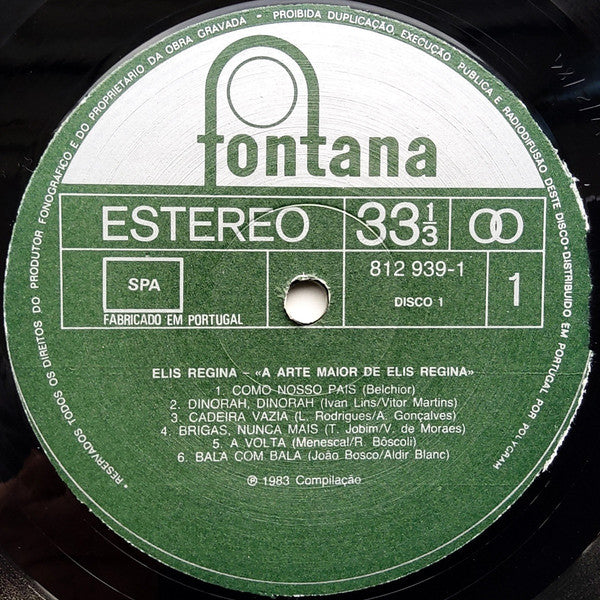 • RESERVADOS TODOS OS DIREITOS DO PRODUTOR FONOGRÁFICO E DO PROPRIETÁRIO DA OBRA GRAVADA – PROIBIDA DUPLICAÇÃO, EXECUÇÃO, PÚBLICA E RADIODIFUSÃO DESTE DISCO • DISTRIBUÍDO EM PORTUGAL POR POLYGRAM
fontana
ESTEREO 33 1/3
812 939-1
SPA DISCO 1 1
FABRICADO EM PORTUGAL
ELIS REGINA – «A ARTE MAIOR DE ELIS REGINA»
1. COMO NOSSO PAIS (Belchior)
2. DINORAH, DINORAH (Ivan Lins/Vitor Martins)
3. CADEIRA VAZIA (L. Rodrigues/A. Gonçalves)
4. BRIGAS, NUNCA MAIS (T. Jobim/V. de Moraes)
5. A VOLTA (Menescal/R. Bôscoli)
6. BALA COM BALA (João Bosco/Aldir Blanc)
℗ 1983 Compilação